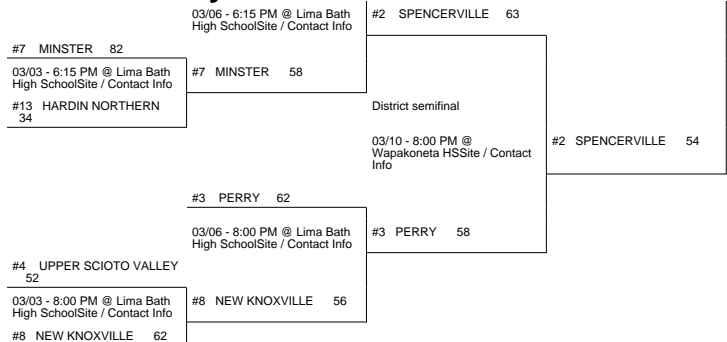 03/06 - 6:15 PM @ Lima Bath
High SchoolSite / Contact Info
#2 SPENCERVILLE 63
#7 MINSTER 82
03/03 - 6:15 PM @ Lima Bath
High SchoolSite / Contact Info
#7 MINSTER 58
#13 HARDIN NORTHERN
34
District semifinal
03/10 - 8:00 PM @
Wapakoneta HSSite / Contact
Info
#2 SPENCERVILLE 54
#3 PERRY 62
03/06 - 8:00 PM @ Lima Bath
High SchoolSite / Contact Info
#3 PERRY 58
#4 UPPER SCIOTO VALLEY
52
03/03 - 8:00 PM @ Lima Bath
High SchoolSite / Contact Info
#8 NEW KNOXVILLE 56
#8 NEW KNOXVILLE 62